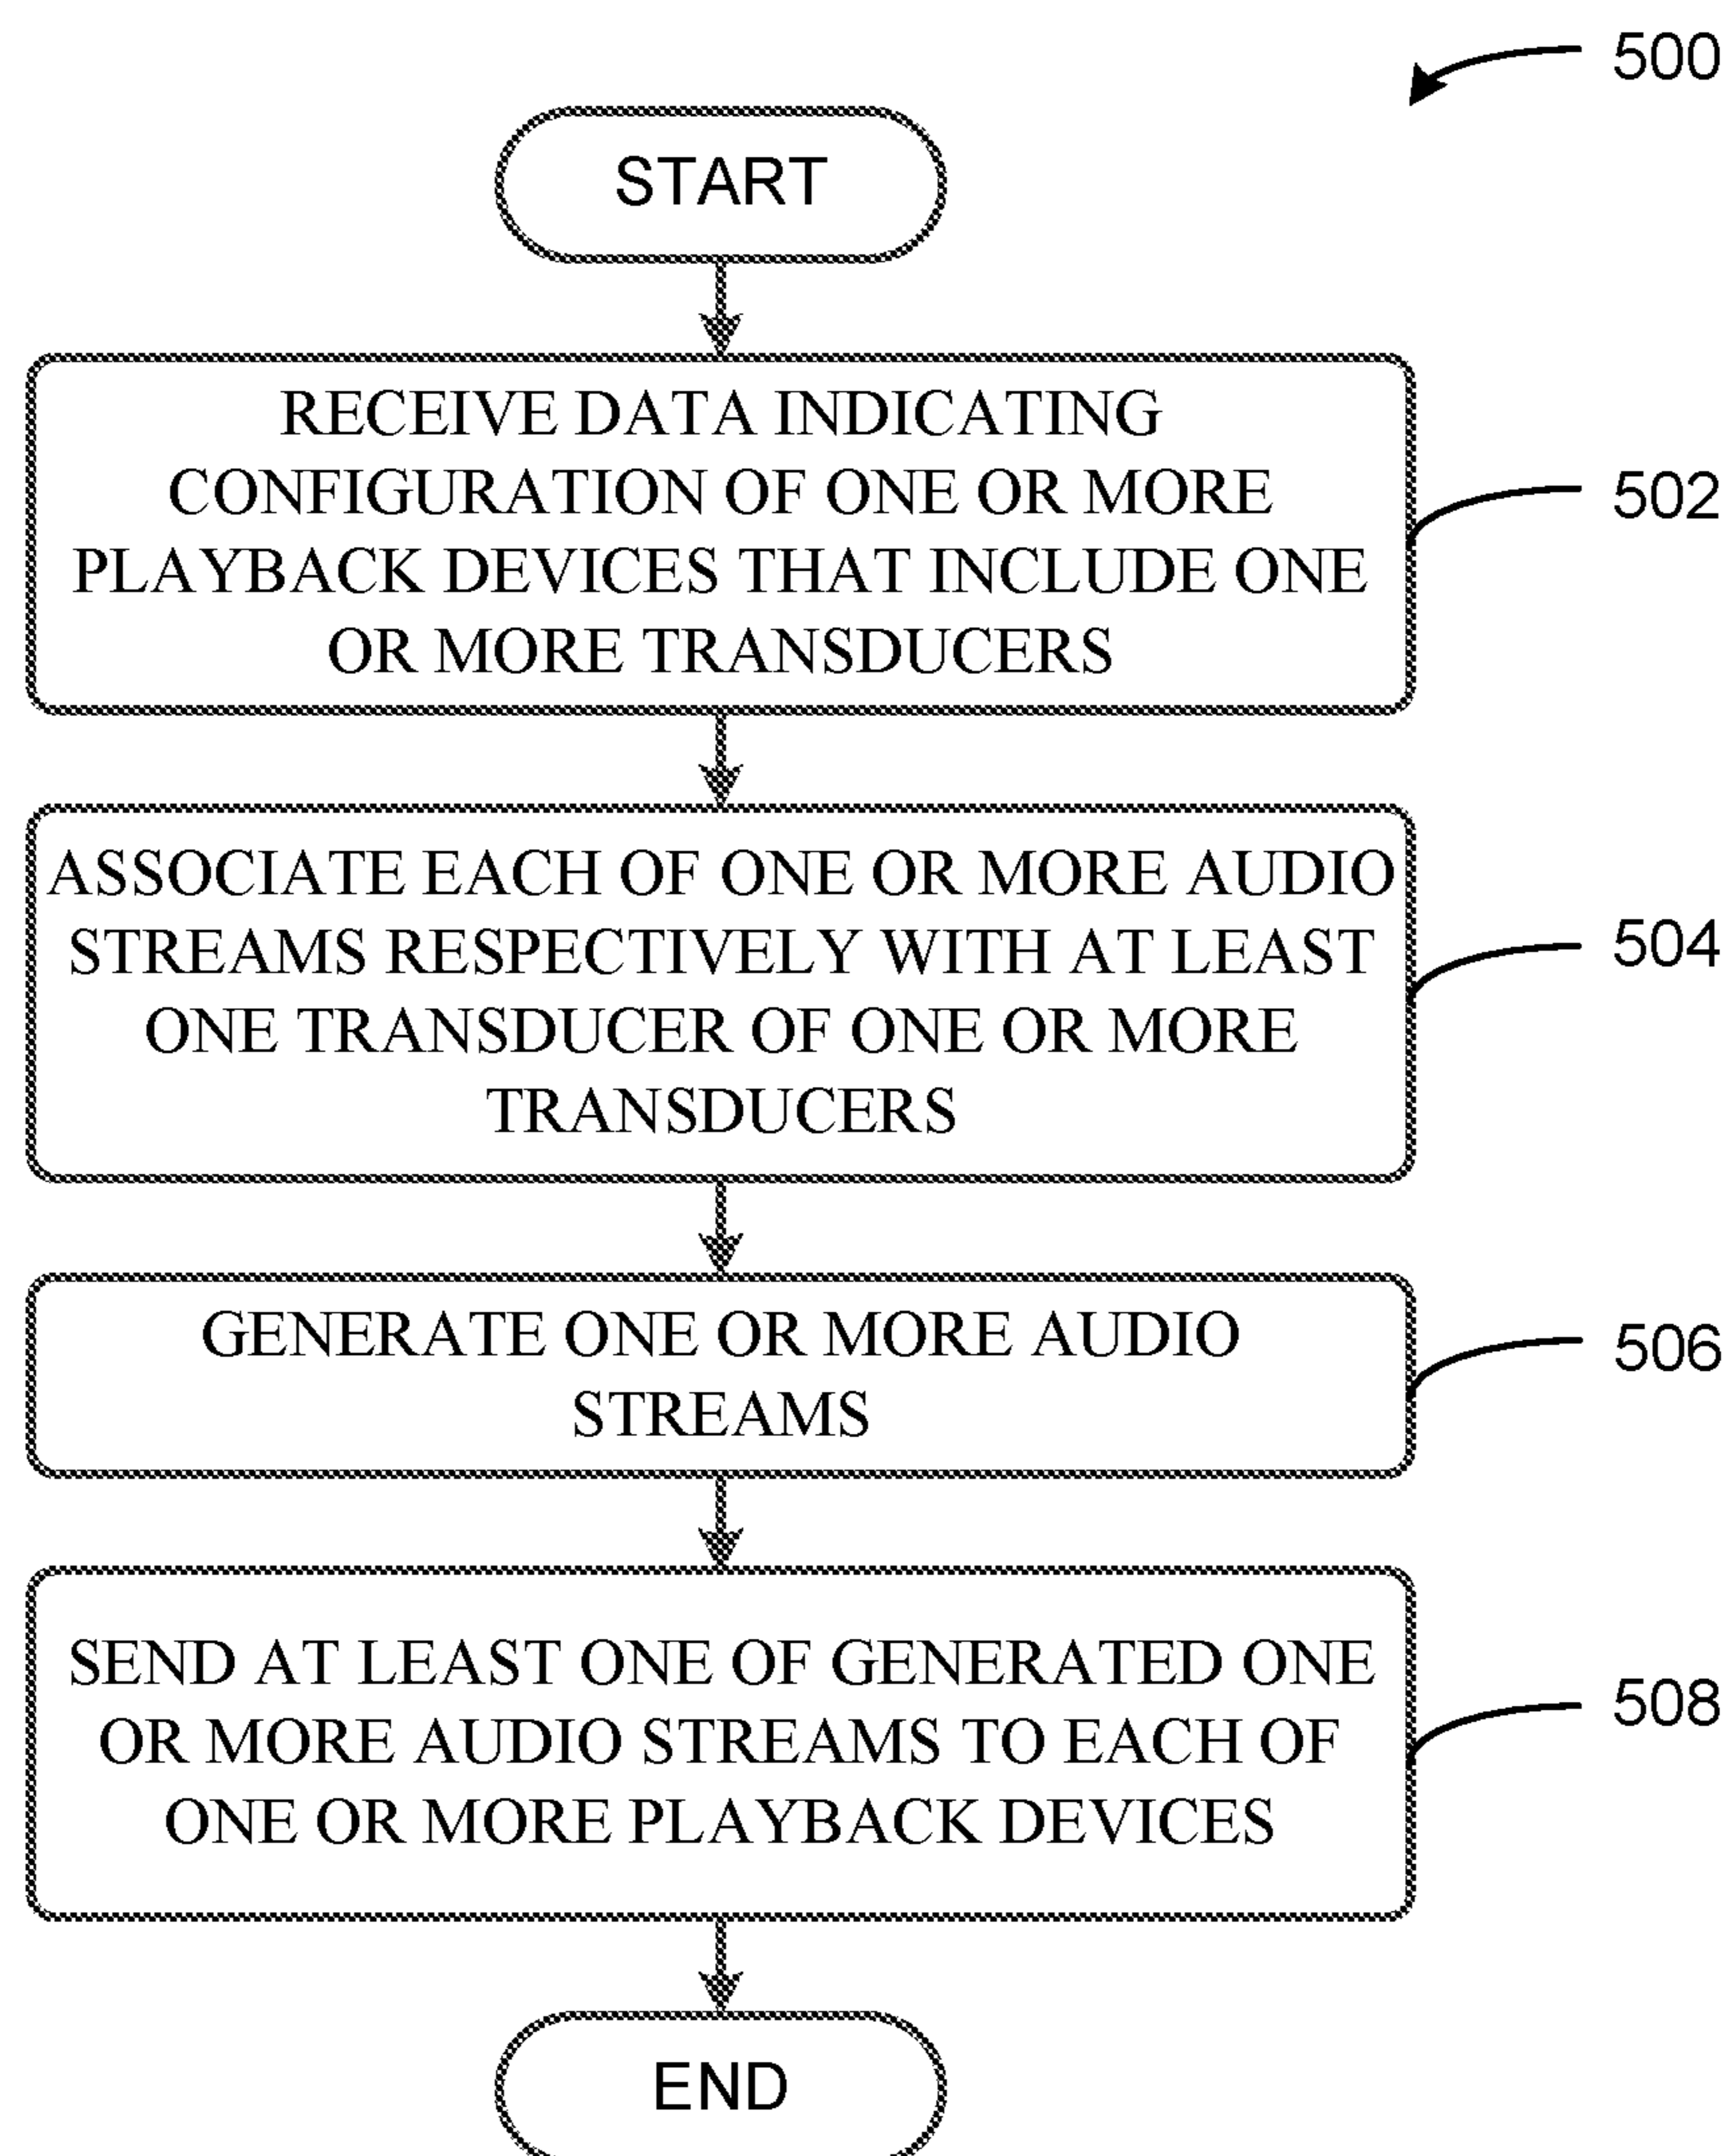 500
START
RECEIVE DATA INDICATING
CONFIGURATION OF ONE OR MORE
PLAYBACK DEVICES THAT INCLUDE ONE
OR MORE TRANSDUCERS
502
ASSOCIATE EACH OF ONE OR MORE AUDIO
STREAMS RESPECTIVELY WITH AT LEAST
ONE TRANSDUCER OF ONE OR MORE
TRANSDUCERS
504
GENERATE ONE OR MORE AUDIO
STREAMS
506
SEND AT LEAST ONE OF GENERATED ONE
OR MORE AUDIO STREAMS TO EACH OF
ONE OR MORE PLAYBACK DEVICES
508
END